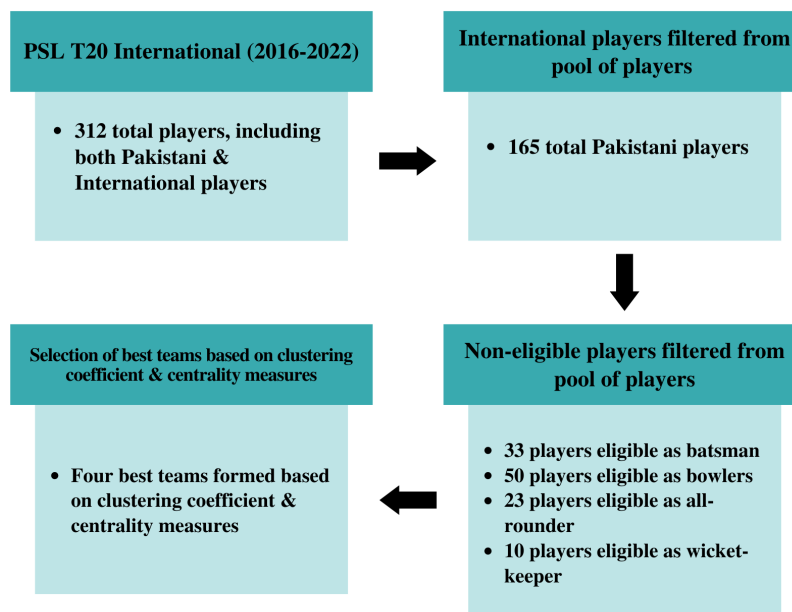 PSL T20 International (2016-2022)
• 312 total players, including
both Pakistani &
International players
International players filtered from
pool of players
• 165 total Pakistani players
Non-eligible players filtered from
pool of players
• 33 players eligible as batsman
• 50 players eligible as bowlers
• 23 players eligible as all-
rounder
• 10 players eligible as wicket-
keeper
Selection of best teams based on clustering
coefficient & centrality measures
• Four best teams formed based
on clustering coefficient &
centrality measures